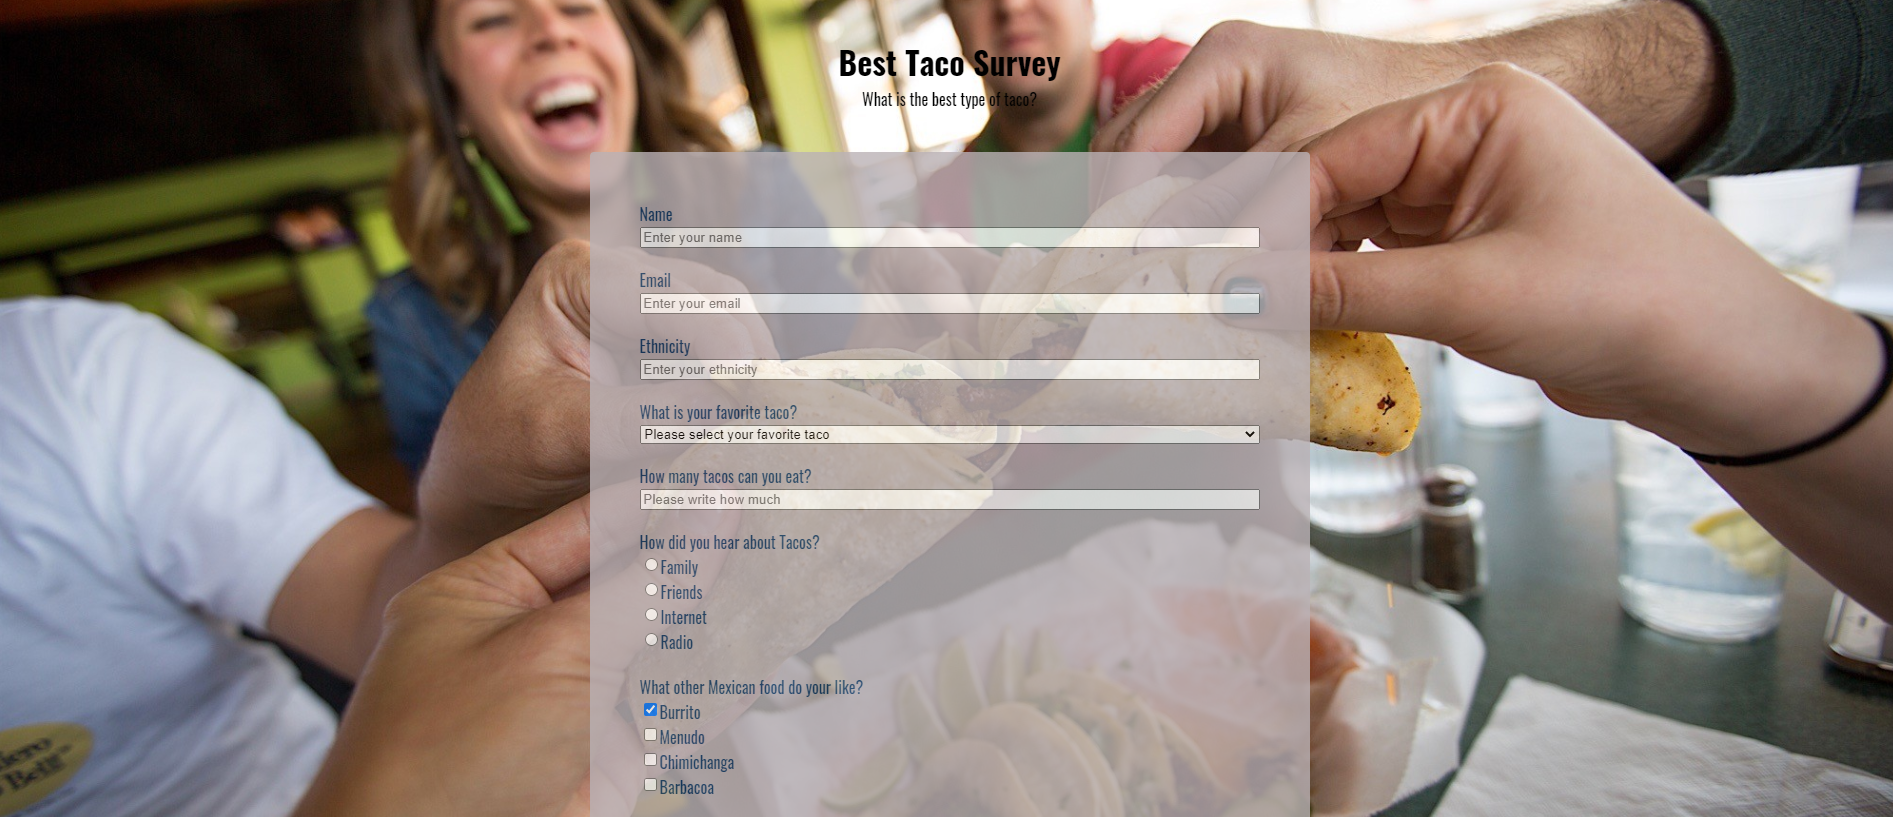 Best Taco Survey
What is the best type of taco?
Name
Enter your name
Email
Enter your email
Ethnicity
Enter your ethnicity
What is your favorite taco?
Please select your favorite taco
How many tacos can you eat?
Please write how much
How did you hear about Tacos?
Family
Friends
Internet
Radio
What other Mexican food do your like?
Burrito
Menudo
Chimichanga
Barbacoa